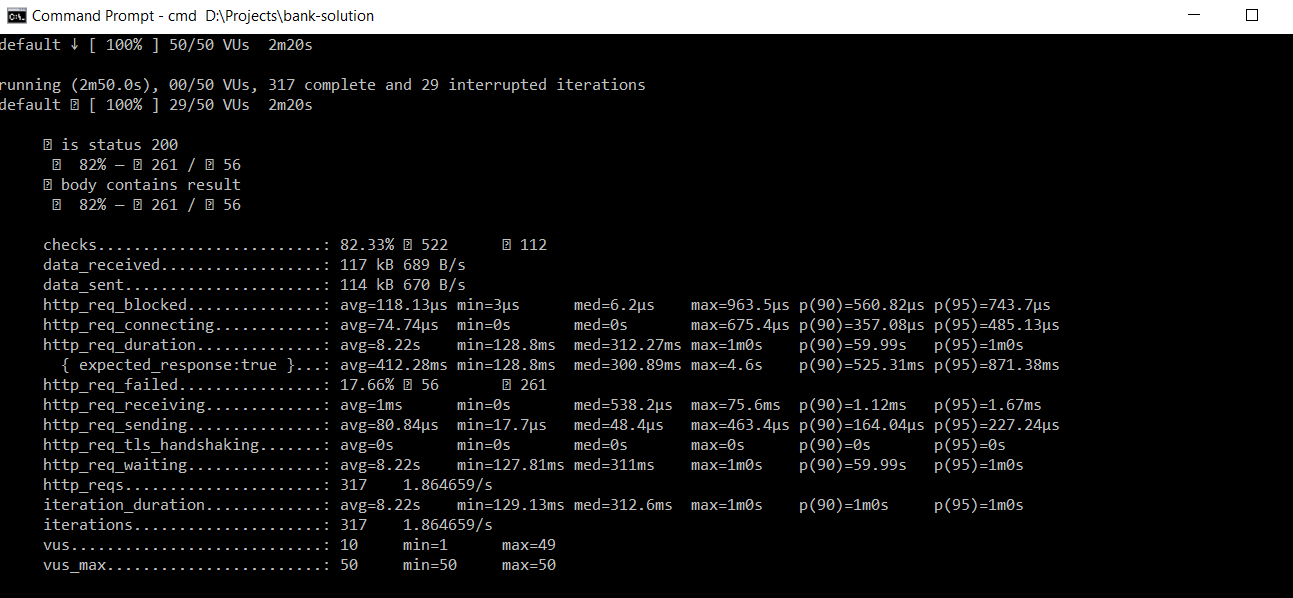 Command Prompt - cmd  D:\Projects\bank-solution
default ↓ [ 100% ] 50/50 VUs  2m20s
running (2m50.0s), 00/50 VUs, 317 complete and 29 interrupted iterations
default ⍰ [ 100% ] 29/50 VUs  2m20s
⍰ is status 200
⍰  82% — ⍰ 261 / ⍰ 56
⍰ body contains result
⍰  82% — ⍰ 261 / ⍰ 56
checks.........................: 82.33% ⍰ 522      ⍰ 112
data_received..................: 117 kB 689 B/s
data_sent......................: 114 kB 670 B/s
http_req_blocked...............: avg=118.13µs min=3µs      med=6.2µs    max=963.5µs p(90)=560.82µs p(95)=743.7µs
http_req_connecting............: avg=74.74µs  min=0s       med=0s       max=675.4µs p(90)=357.08µs p(95)=485.13µs
http_req_duration..............: avg=8.22s    min=128.8ms  med=312.27ms max=1m0s    p(90)=59.99s   p(95)=1m0s
{ expected_response:true }...: avg=412.28ms min=128.8ms  med=300.89ms max=4.6s    p(90)=525.31ms p(95)=871.38ms
http_req_failed................: 17.66% ⍰ 56       ⍰ 261
http_req_receiving.............: avg=1ms      min=0s       med=538.2µs  max=75.6ms  p(90)=1.12ms   p(95)=1.67ms
http_req_sending...............: avg=80.84µs  min=17.7µs   med=48.4µs   max=463.4µs p(90)=164.04µs p(95)=227.24µs
http_req_tls_handshaking.......: avg=0s       min=0s       med=0s       max=0s      p(90)=0s       p(95)=0s
http_req_waiting...............: avg=8.22s    min=127.81ms med=311ms    max=1m0s    p(90)=59.99s   p(95)=1m0s
http_reqs......................: 317    1.864659/s
iteration_duration.............: avg=8.22s    min=129.13ms med=312.6ms  max=1m0s    p(90)=1m0s     p(95)=1m0s
iterations.....................: 317    1.864659/s
vus............................: 10     min=1      max=49
vus_max........................: 50     min=50     max=50